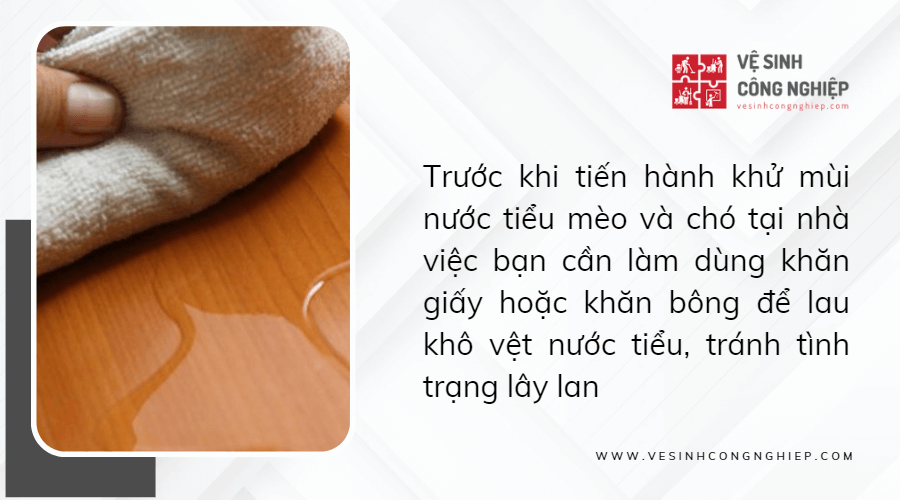 VỆ SINH
CÔNG NGHIỆP
vesinhcongnghiep.com
Trước khi tiến hành khử mùi
nước tiểu mèo và chó tại nhà
việc bạn cần làm dùng khăn
giấy hoặc khăn bông để lau
khô vệt nước tiểu, tránh tình
trạng lây lan
WWW.VESINHCONGNGHIEP.COM